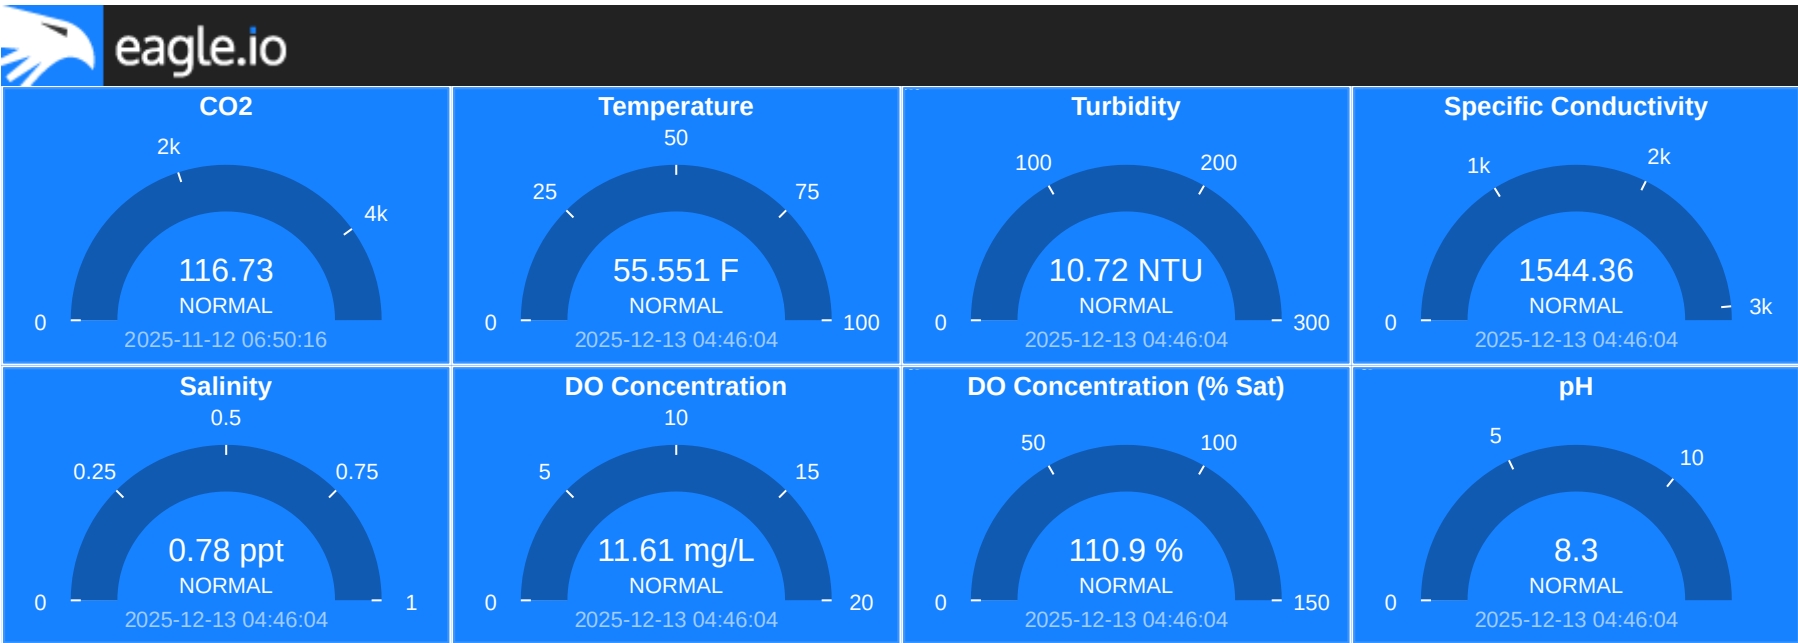 eagle.io
CO2
2k
4k
0
116.73
NORMAL
2025-11-12 06:50:16
Temperature
50
25
75
0
100
55.551 F
NORMAL
2025-12-13 04:46:04
Turbidity
100
200
0
300
10.72 NTU
NORMAL
2025-12-13 04:46:04
Specific Conductivity
1k
2k
0
3k
1544.36
NORMAL
2025-12-13 04:46:04
Salinity
0.5
0.25
0.75
0
1
0.78 ppt
NORMAL
2025-12-13 04:46:04
DO Concentration
10
5
15
0
20
11.61 mg/L
NORMAL
2025-12-13 04:46:04
DO Concentration (% Sat)
50
100
0
150
110.9 %
NORMAL
2025-12-13 04:46:04
pH
5
10
0
8.3
NORMAL
2025-12-13 04:46:04